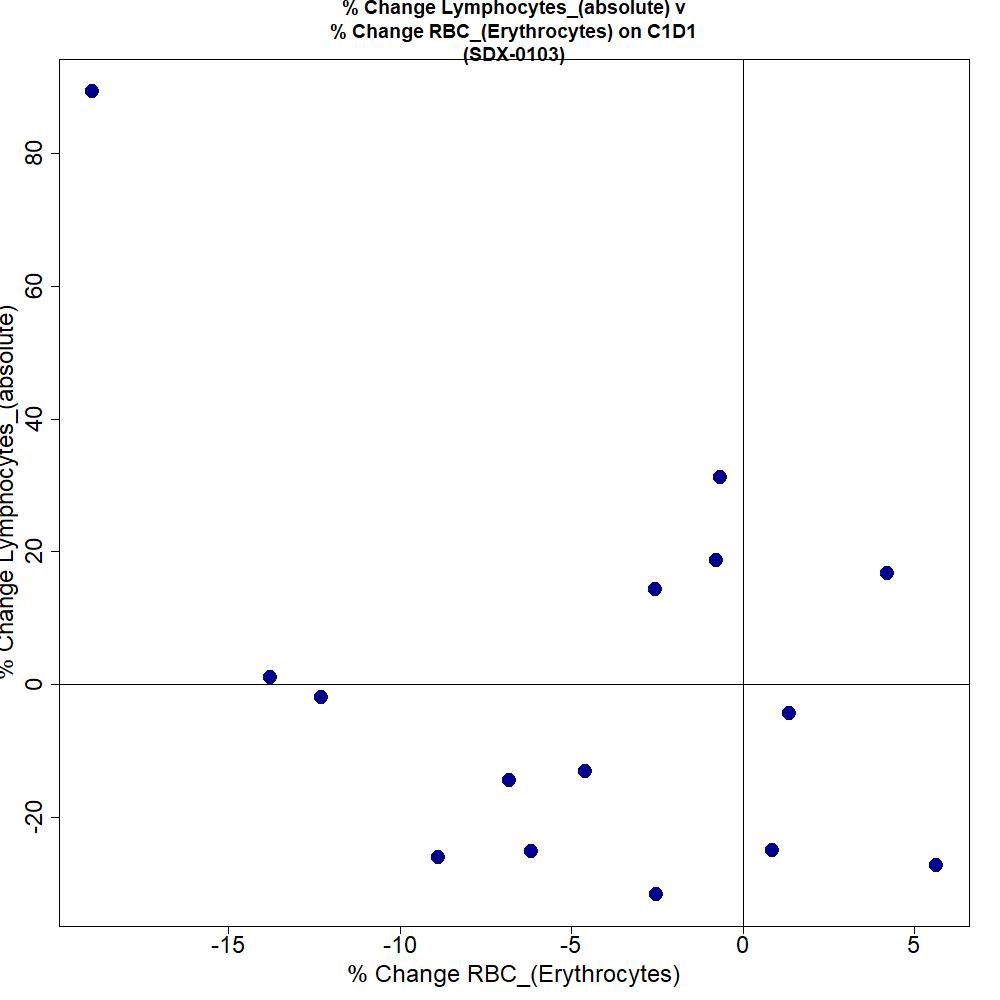 % Change Lymphocytes_(absolute) v
% Change RBC_(Erythrocytes) on C1D1
(SDX-0103)
% Change Lymphocytes_(absolute)
80
60
40
20
0
-20
-15
-10
-5
0
5
% Change RBC_(Erythrocytes)